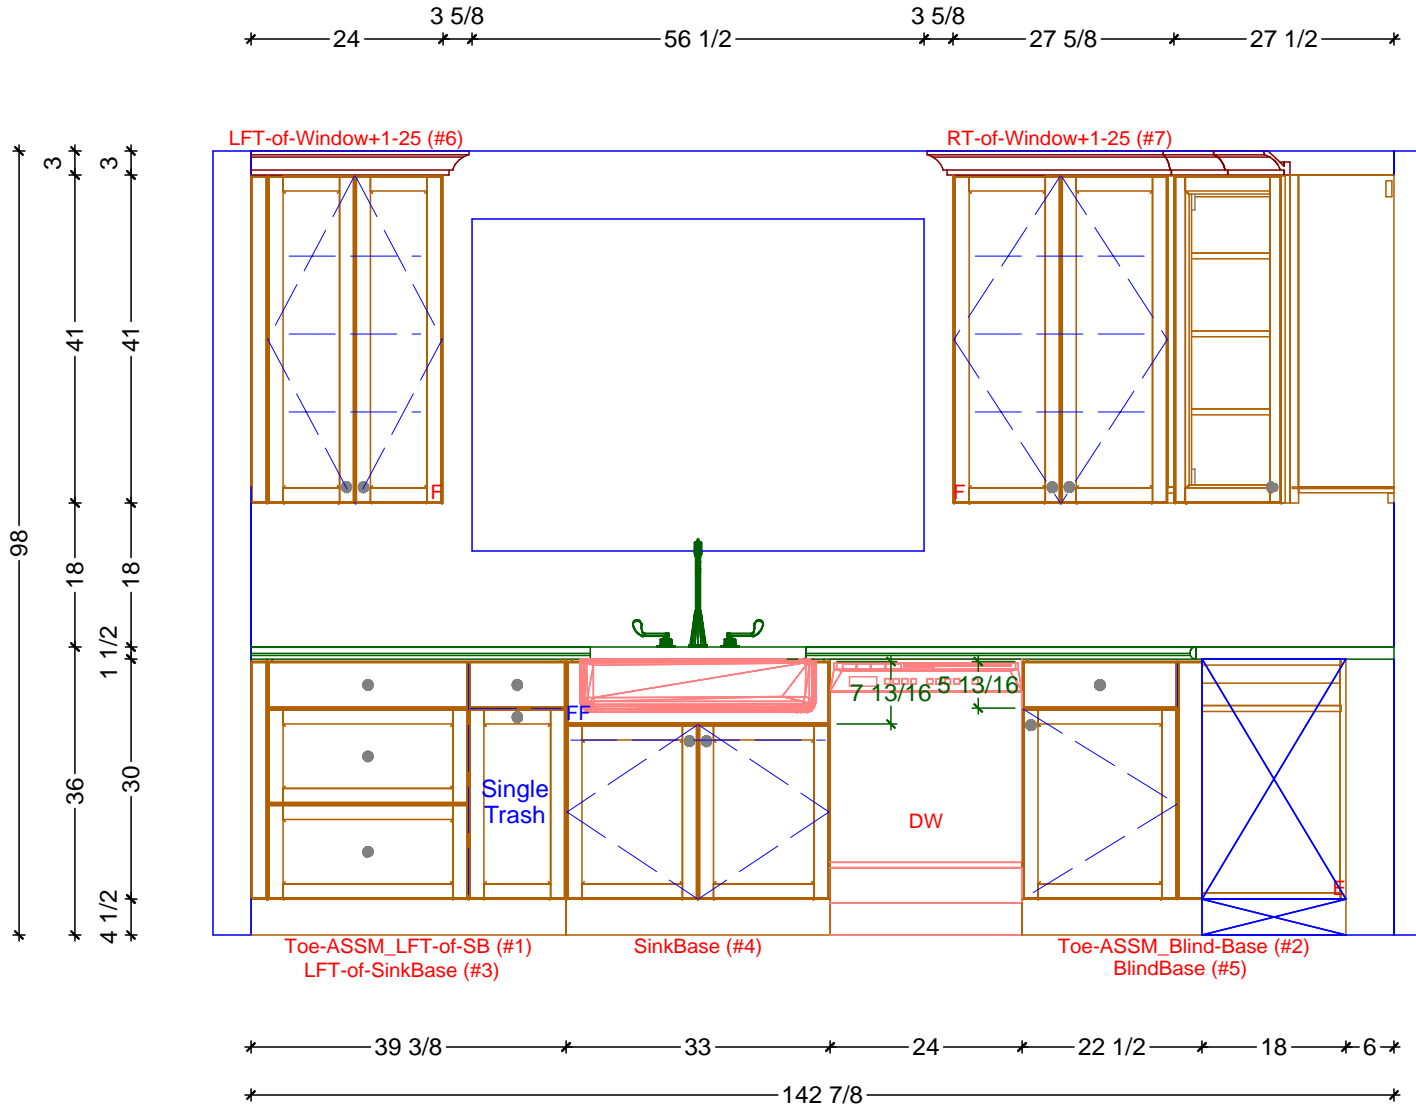 3 5/8
3 5/8
24
56 1/2
27 5/8
27 1/2
LFT-of-Window+1-25 (#6)
RT-of-Window+1-25 (#7)
3
3
41
41
F
F
98
18
18
1 1/2
7 13/16
5 13/16
FF
Single
Trash
36
30
DW
F
4 1/2
Toe-ASSM_LFT-of-SB (#1)
SinkBase (#4)
Toe-ASSM_Blind-Base (#2)
LFT-of-SinkBase (#3)
BlindBase (#5)
39 3/8
33
24
22 1/2
18
6
142 7/8